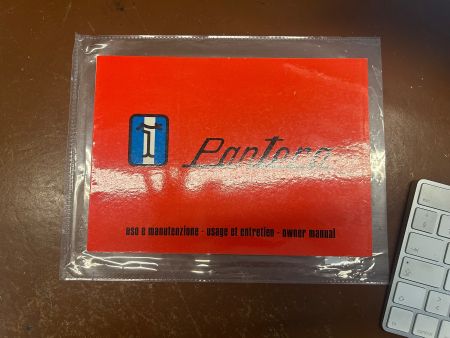 Pantera
uso e manutenzione - usage et entretien - owner manual